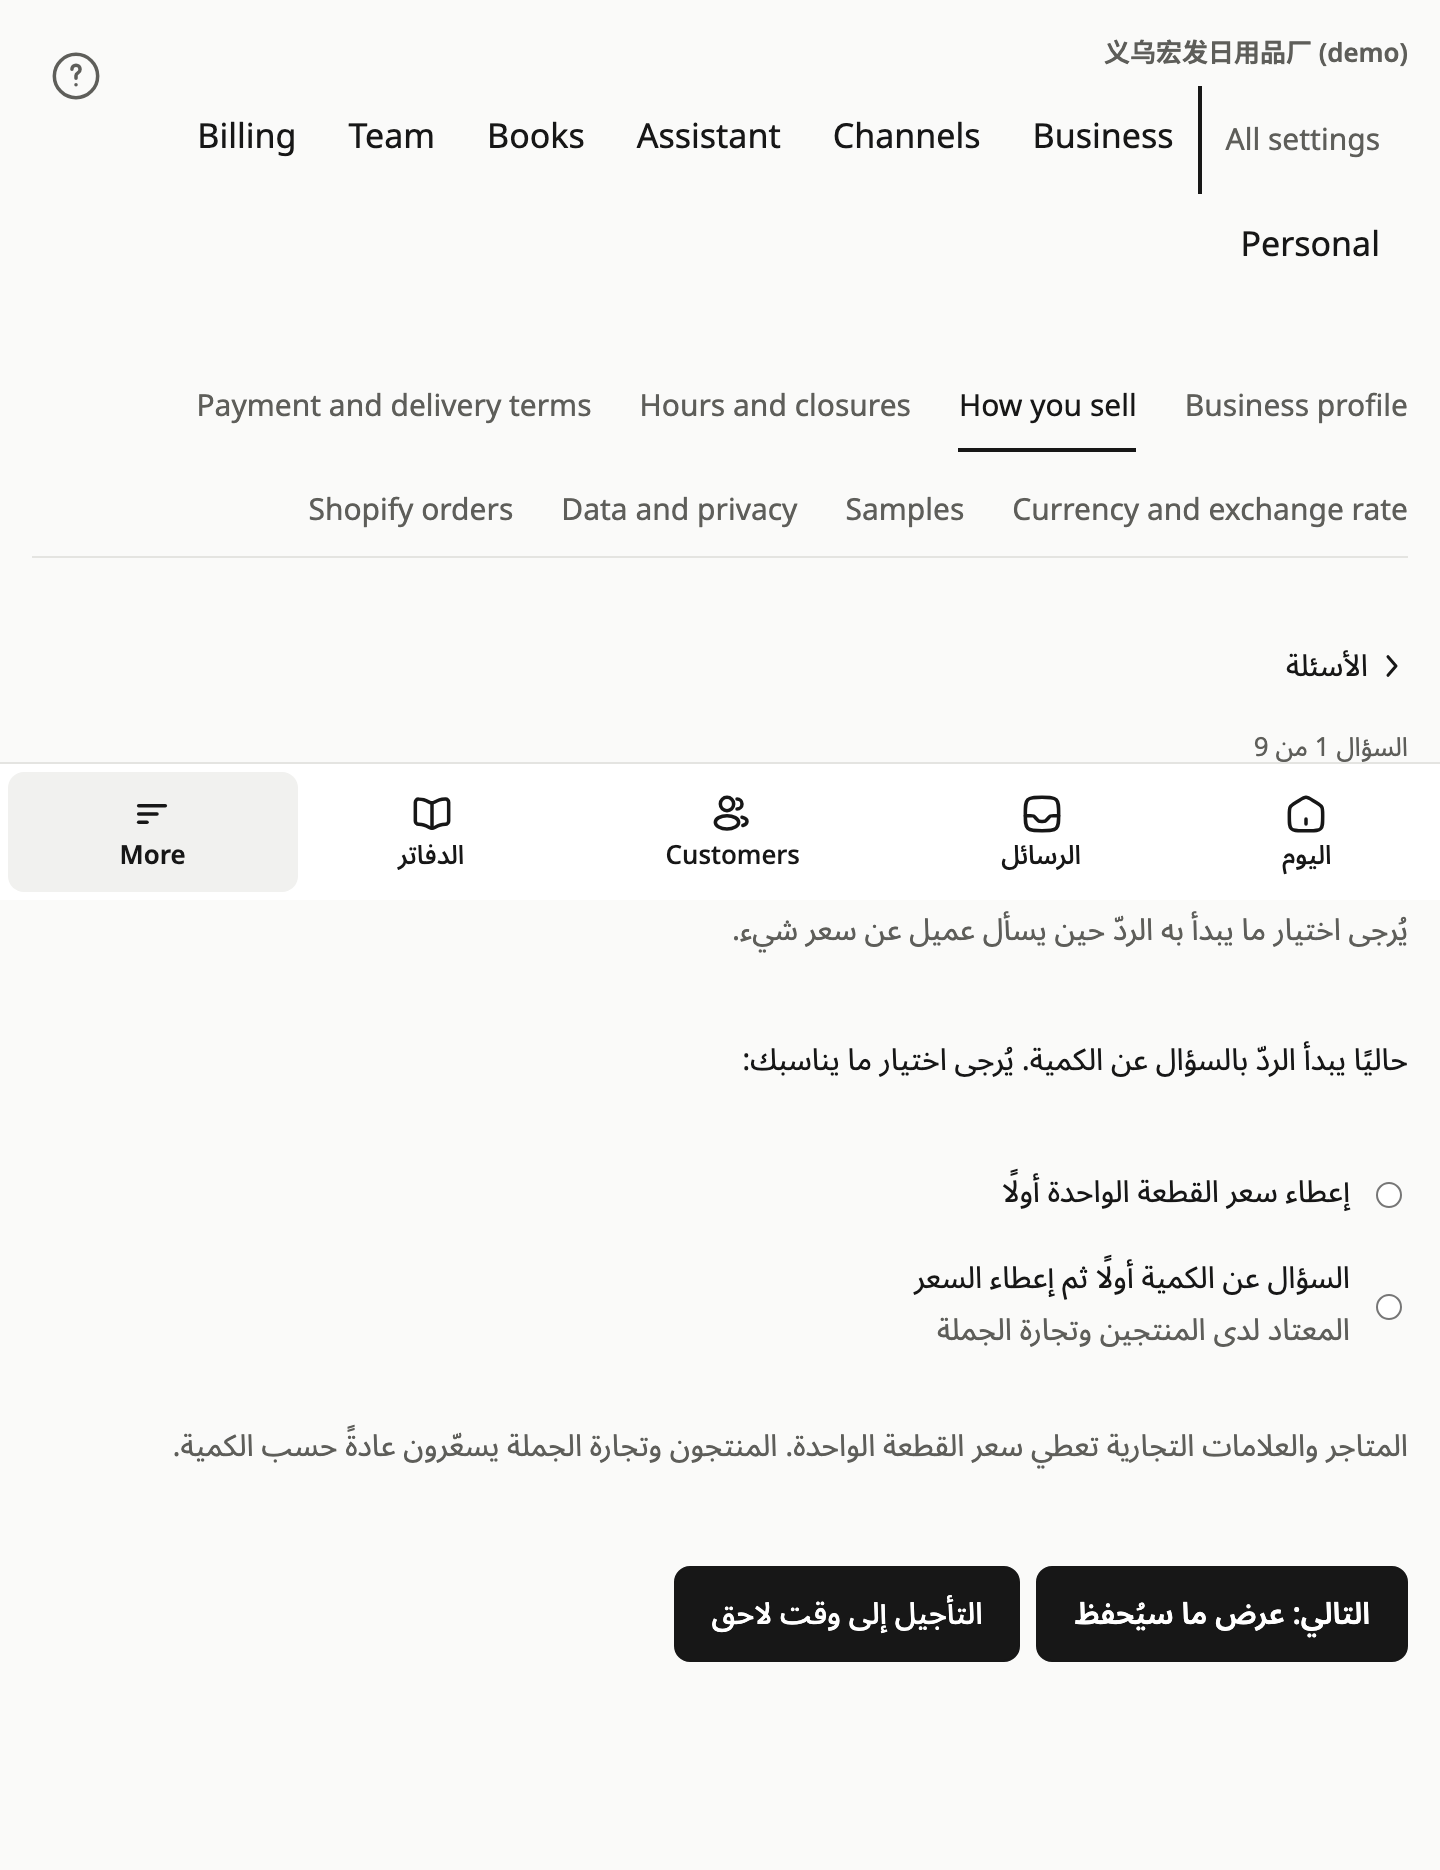 义乌宏发日用品厂 (demo)
All settings
Business
Channels
Assistant
Books
Team
Billing
Personal
Business profile
How you sell
Hours and closures
Payment and delivery terms
Currency and exchange rate
Samples
Data and privacy
Shopify orders
الأسئلة
السؤال 1 من 9
اليوم
الرسائل
Customers
الدفاتر
More
يُرجى اختيار ما يبدأ به الردّ حين يسأل عميل عن سعر شيء.
حاليًا يبدأ الردّ بالسؤال عن الكمية. يُرجى اختيار ما يناسبك:
إعطاء سعر القطعة الواحدة أولًا
السؤال عن الكمية أولًا ثم إعطاء السعر
المعتاد لدى المنتجين وتجارة الجملة
المتاجر والعلامات التجارية تعطي سعر القطعة الواحدة. المنتجون وتجارة الجملة يسعّرون عادةً حسب الكمية.
التالي: عرض ما سيُحفظ
التأجيل إلى وقت لاحق